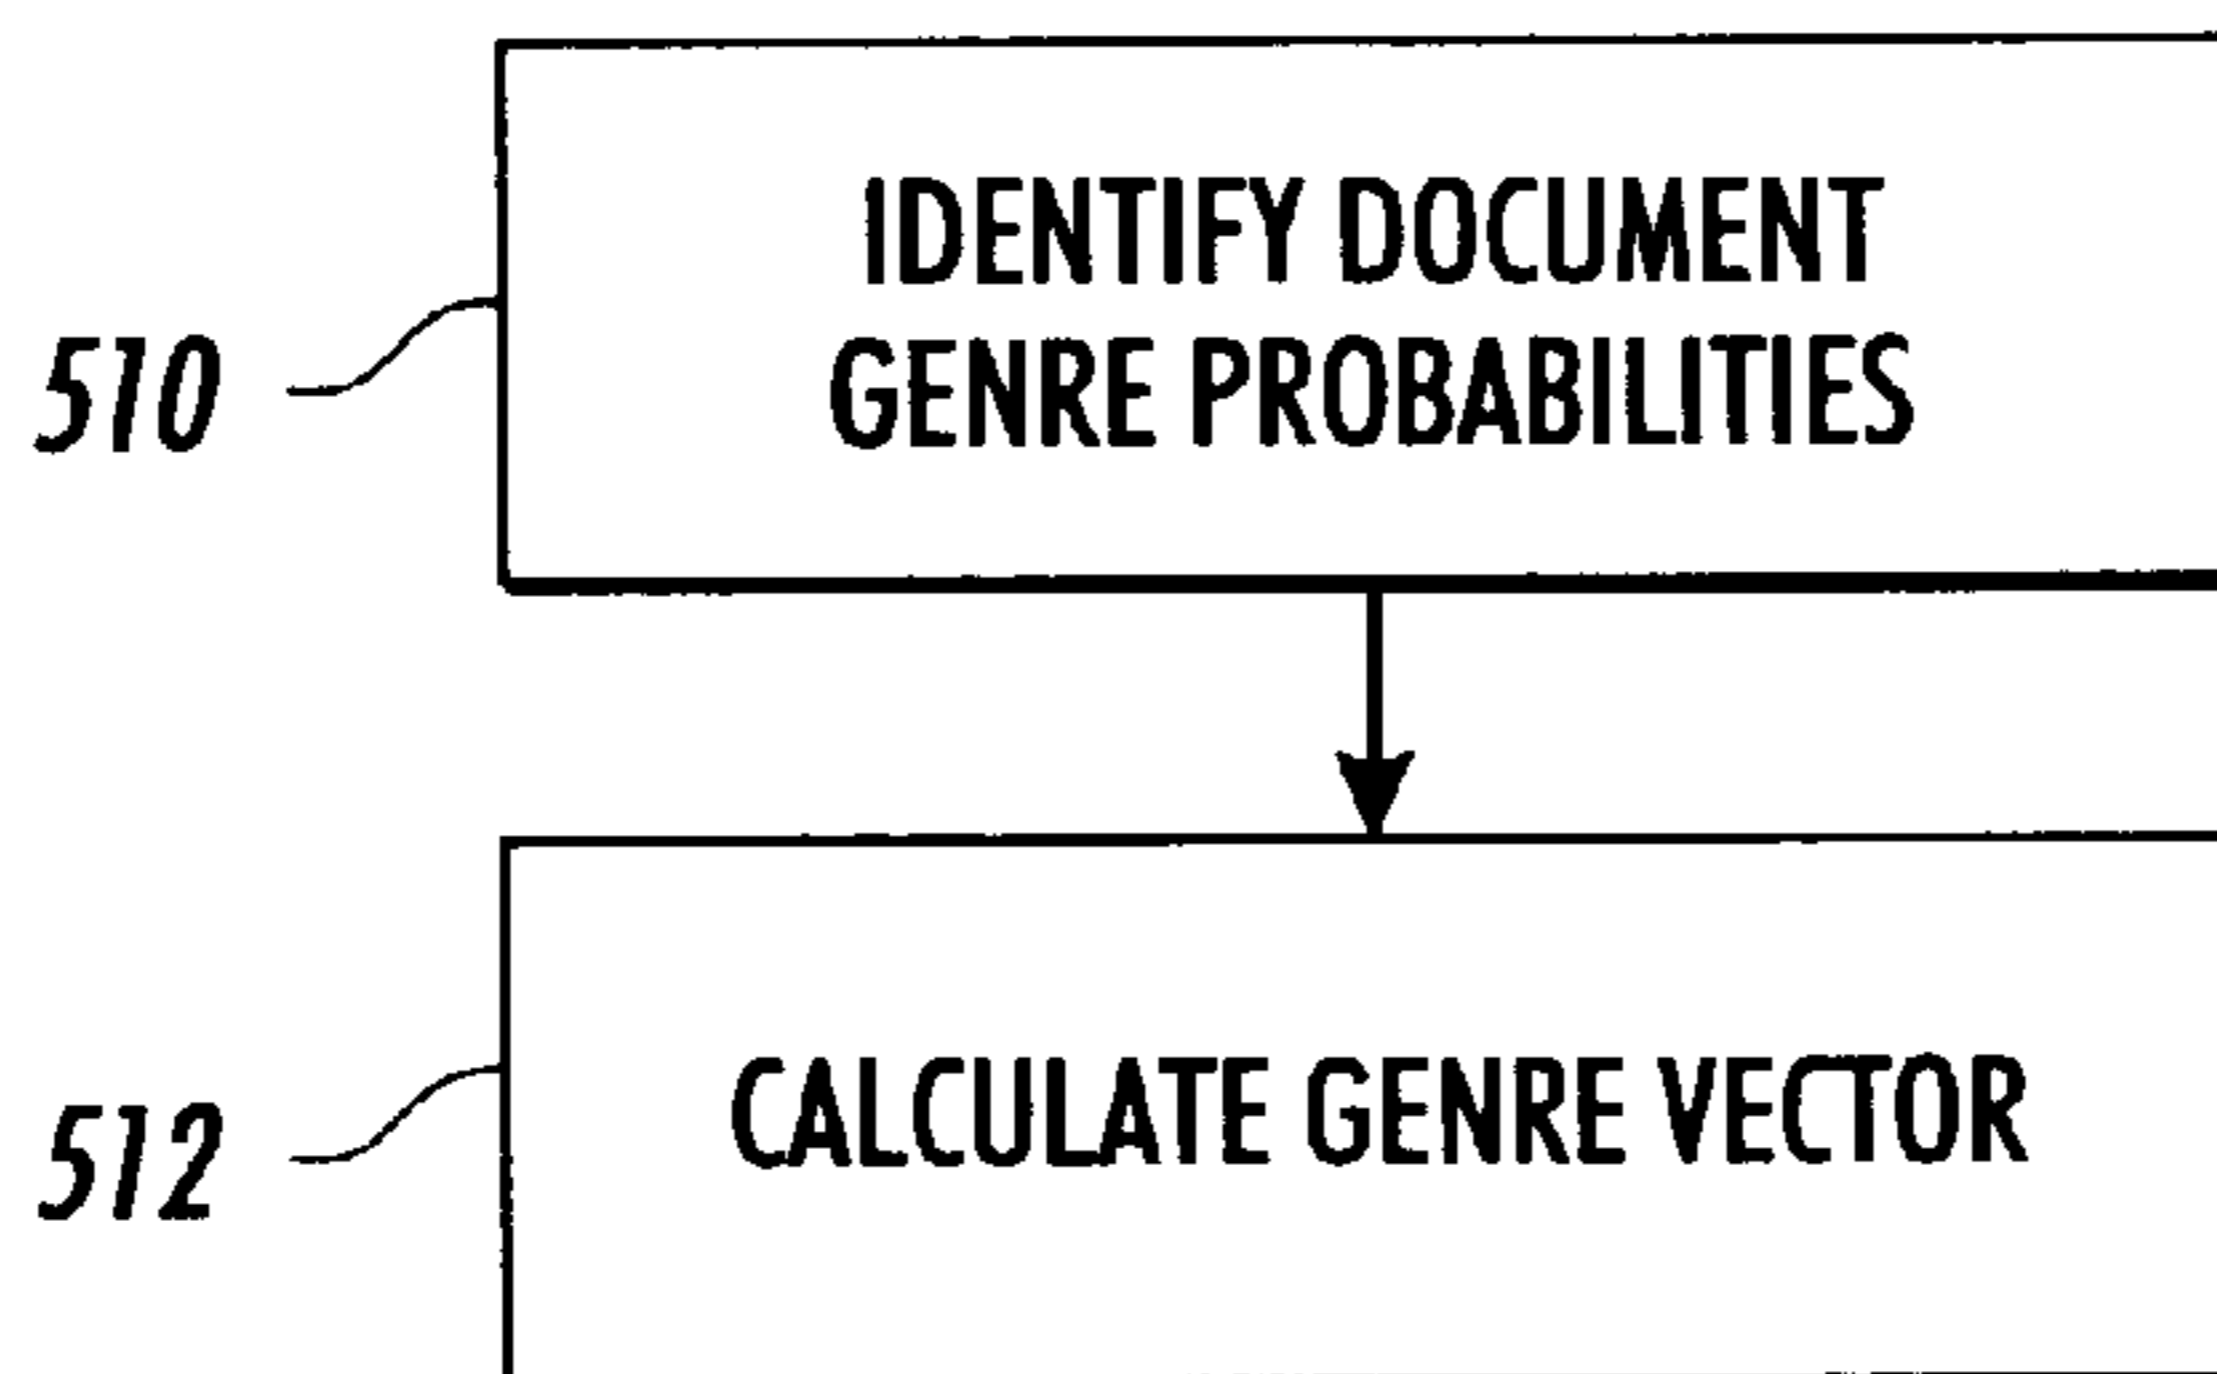 IDENTIFY DOCUMENT
GENRE PROBABILITIES
510
CALCULATE GENRE VECTOR
512